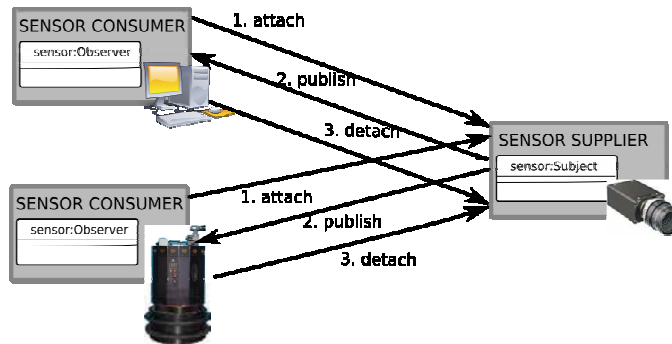 SENSOR CONSUMER
sensor:Observer
1. attach
2. publish
3. detach
SENSOR SUPPLIER
sensor:Subject
SENSOR CONSUMER
sensor:Observer
1. attach
2. publish
3. detach